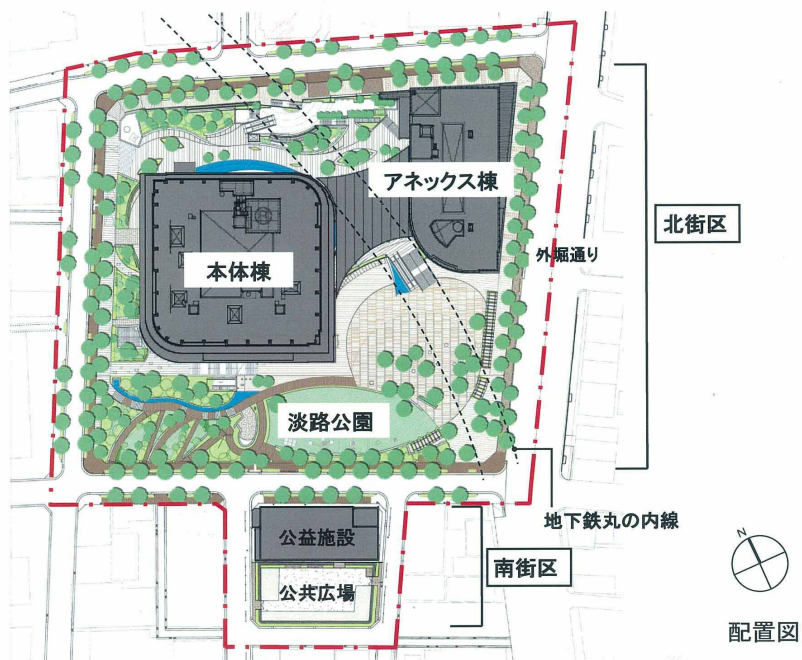 アネックス棟
北街区
外堀通り
本体棟
淡路公園
地下鉄丸の内線
公益施設
南街区
公共広場
N
配置図